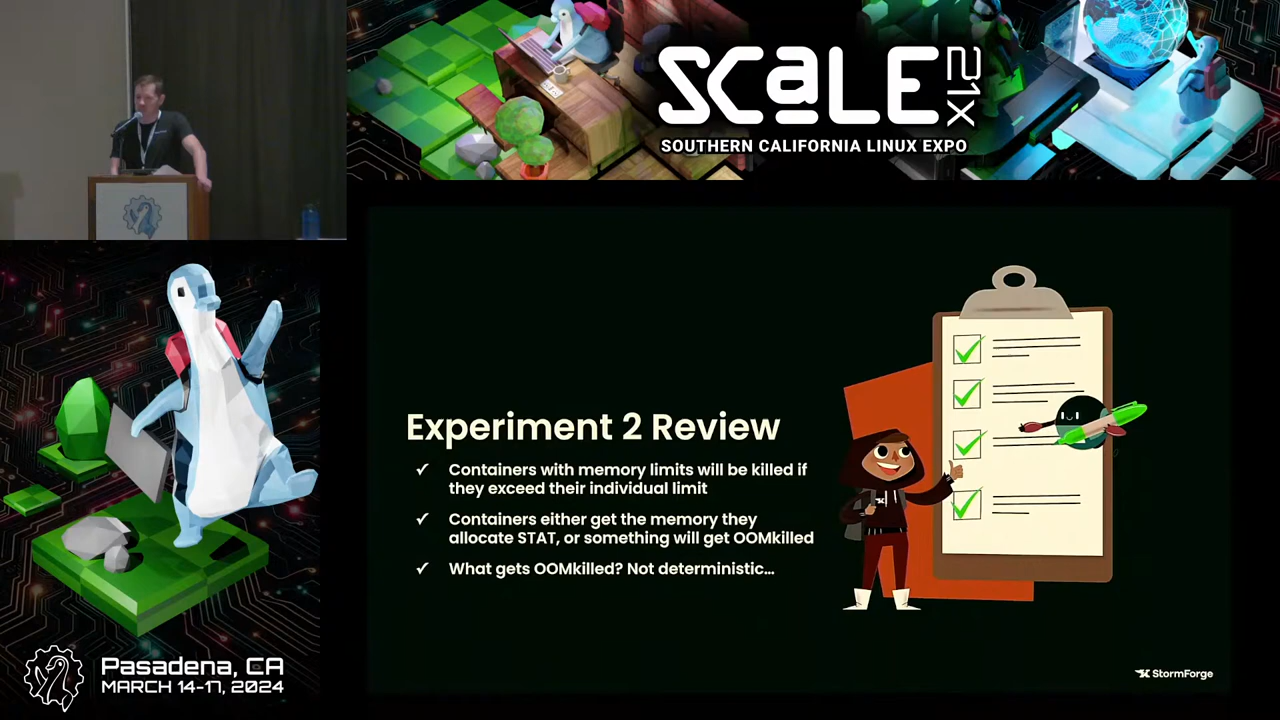 SCaLE 21x
SOUTHERN CALIFORNIA LINUX EXPO
Experiment 2 Review
✓ Containers with memory limits will be killed if
they exceed their individual limit
✓ Containers either get the memory they
allocate STAT, or something will get OOMkilled
✓ What gets OOMkilled? Not deterministic...
StormForge
Pasadena, CA
MARCH 14-17, 2024